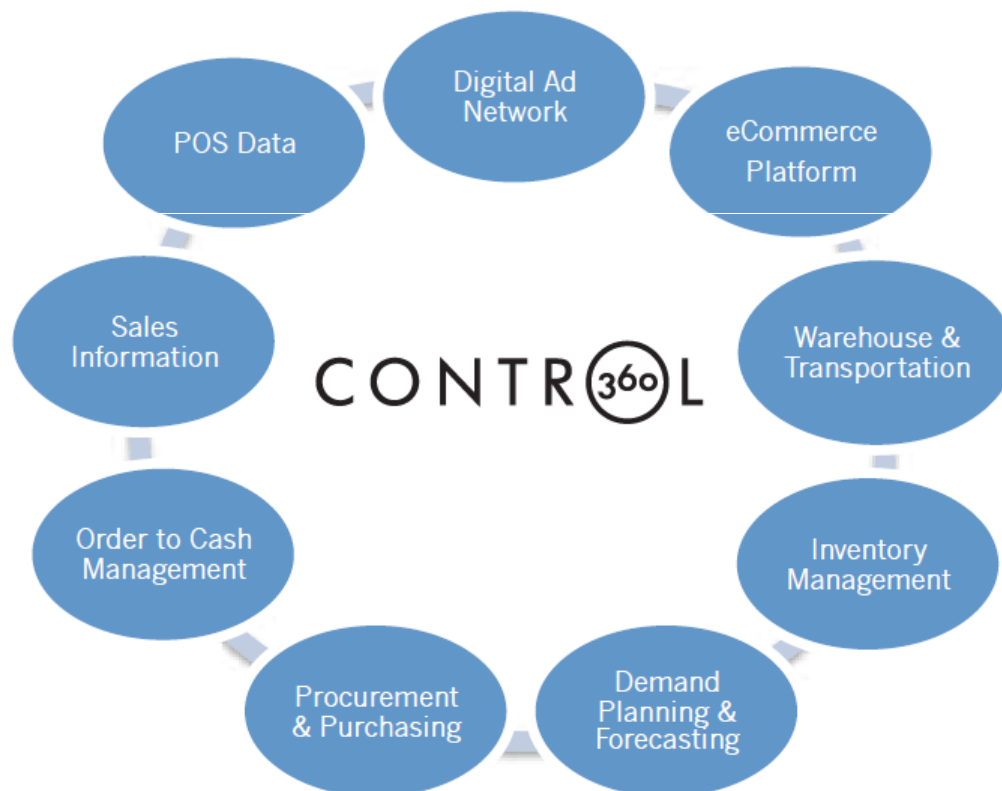 Digital Ad
Network
eCommerce
Platform
Warehouse &
Transportation
Inventory
Management
Demand
Planning &
Forecasting
Procurement
& Purchasing
Order to Cash
Management
Sales
Information
POS Data
CONTR360L